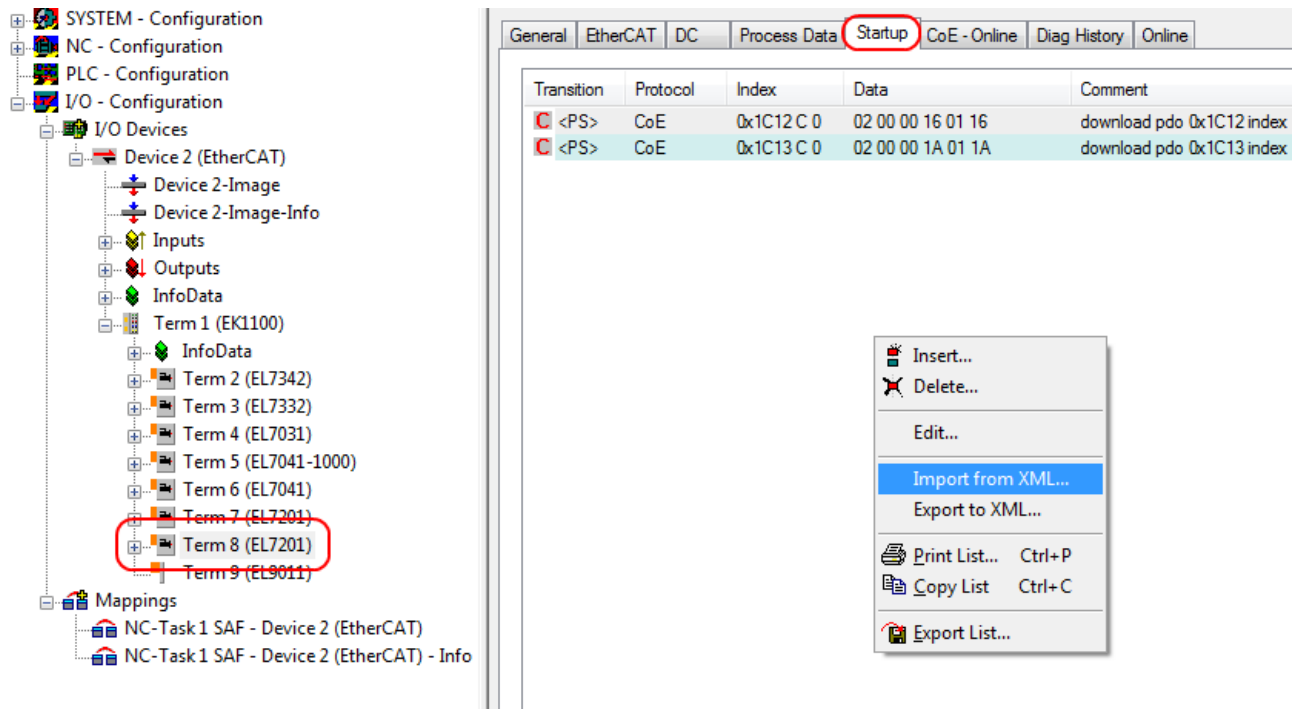 SYSTEM - Configuration
NC - Configuration
PLC - Configuration
I/O - Configuration
I/O Devices
Device 2 (EtherCAT)
Device 2-Image
Device 2-Image-Info
Inputs
Outputs
InfoData
Term 1 (EK1100)
InfoData
Term 2 (EL7342)
Term 3 (EL7332)
Term 4 (EL7031)
Term 5 (EL7041-1000)
Term 6 (EL7041)
Term 7 (EL7201)
Term 8 (EL7201)
Term 9 (EL9011)
Mappings
NC-Task 1 SAF - Device 2 (EtherCAT)
NC-Task 1 SAF - Device 2 (EtherCAT) - Info
General EtherCAT DC Process Data Startup CoE - Online Diag History Online
Transition Protocol Index Data Comment
C <PS> CoE 0x1C12 C 0 02 00 00 16 01 16 download pdo 0x1C12 index
C <PS> CoE 0x1C13 C 0 02 00 00 1A 01 1A download pdo 0x1C13 index
Insert...
Delete...
Edit...
Import from XML...
Export to XML...
Print List... Ctrl+P
Copy List Ctrl+C
Export List...